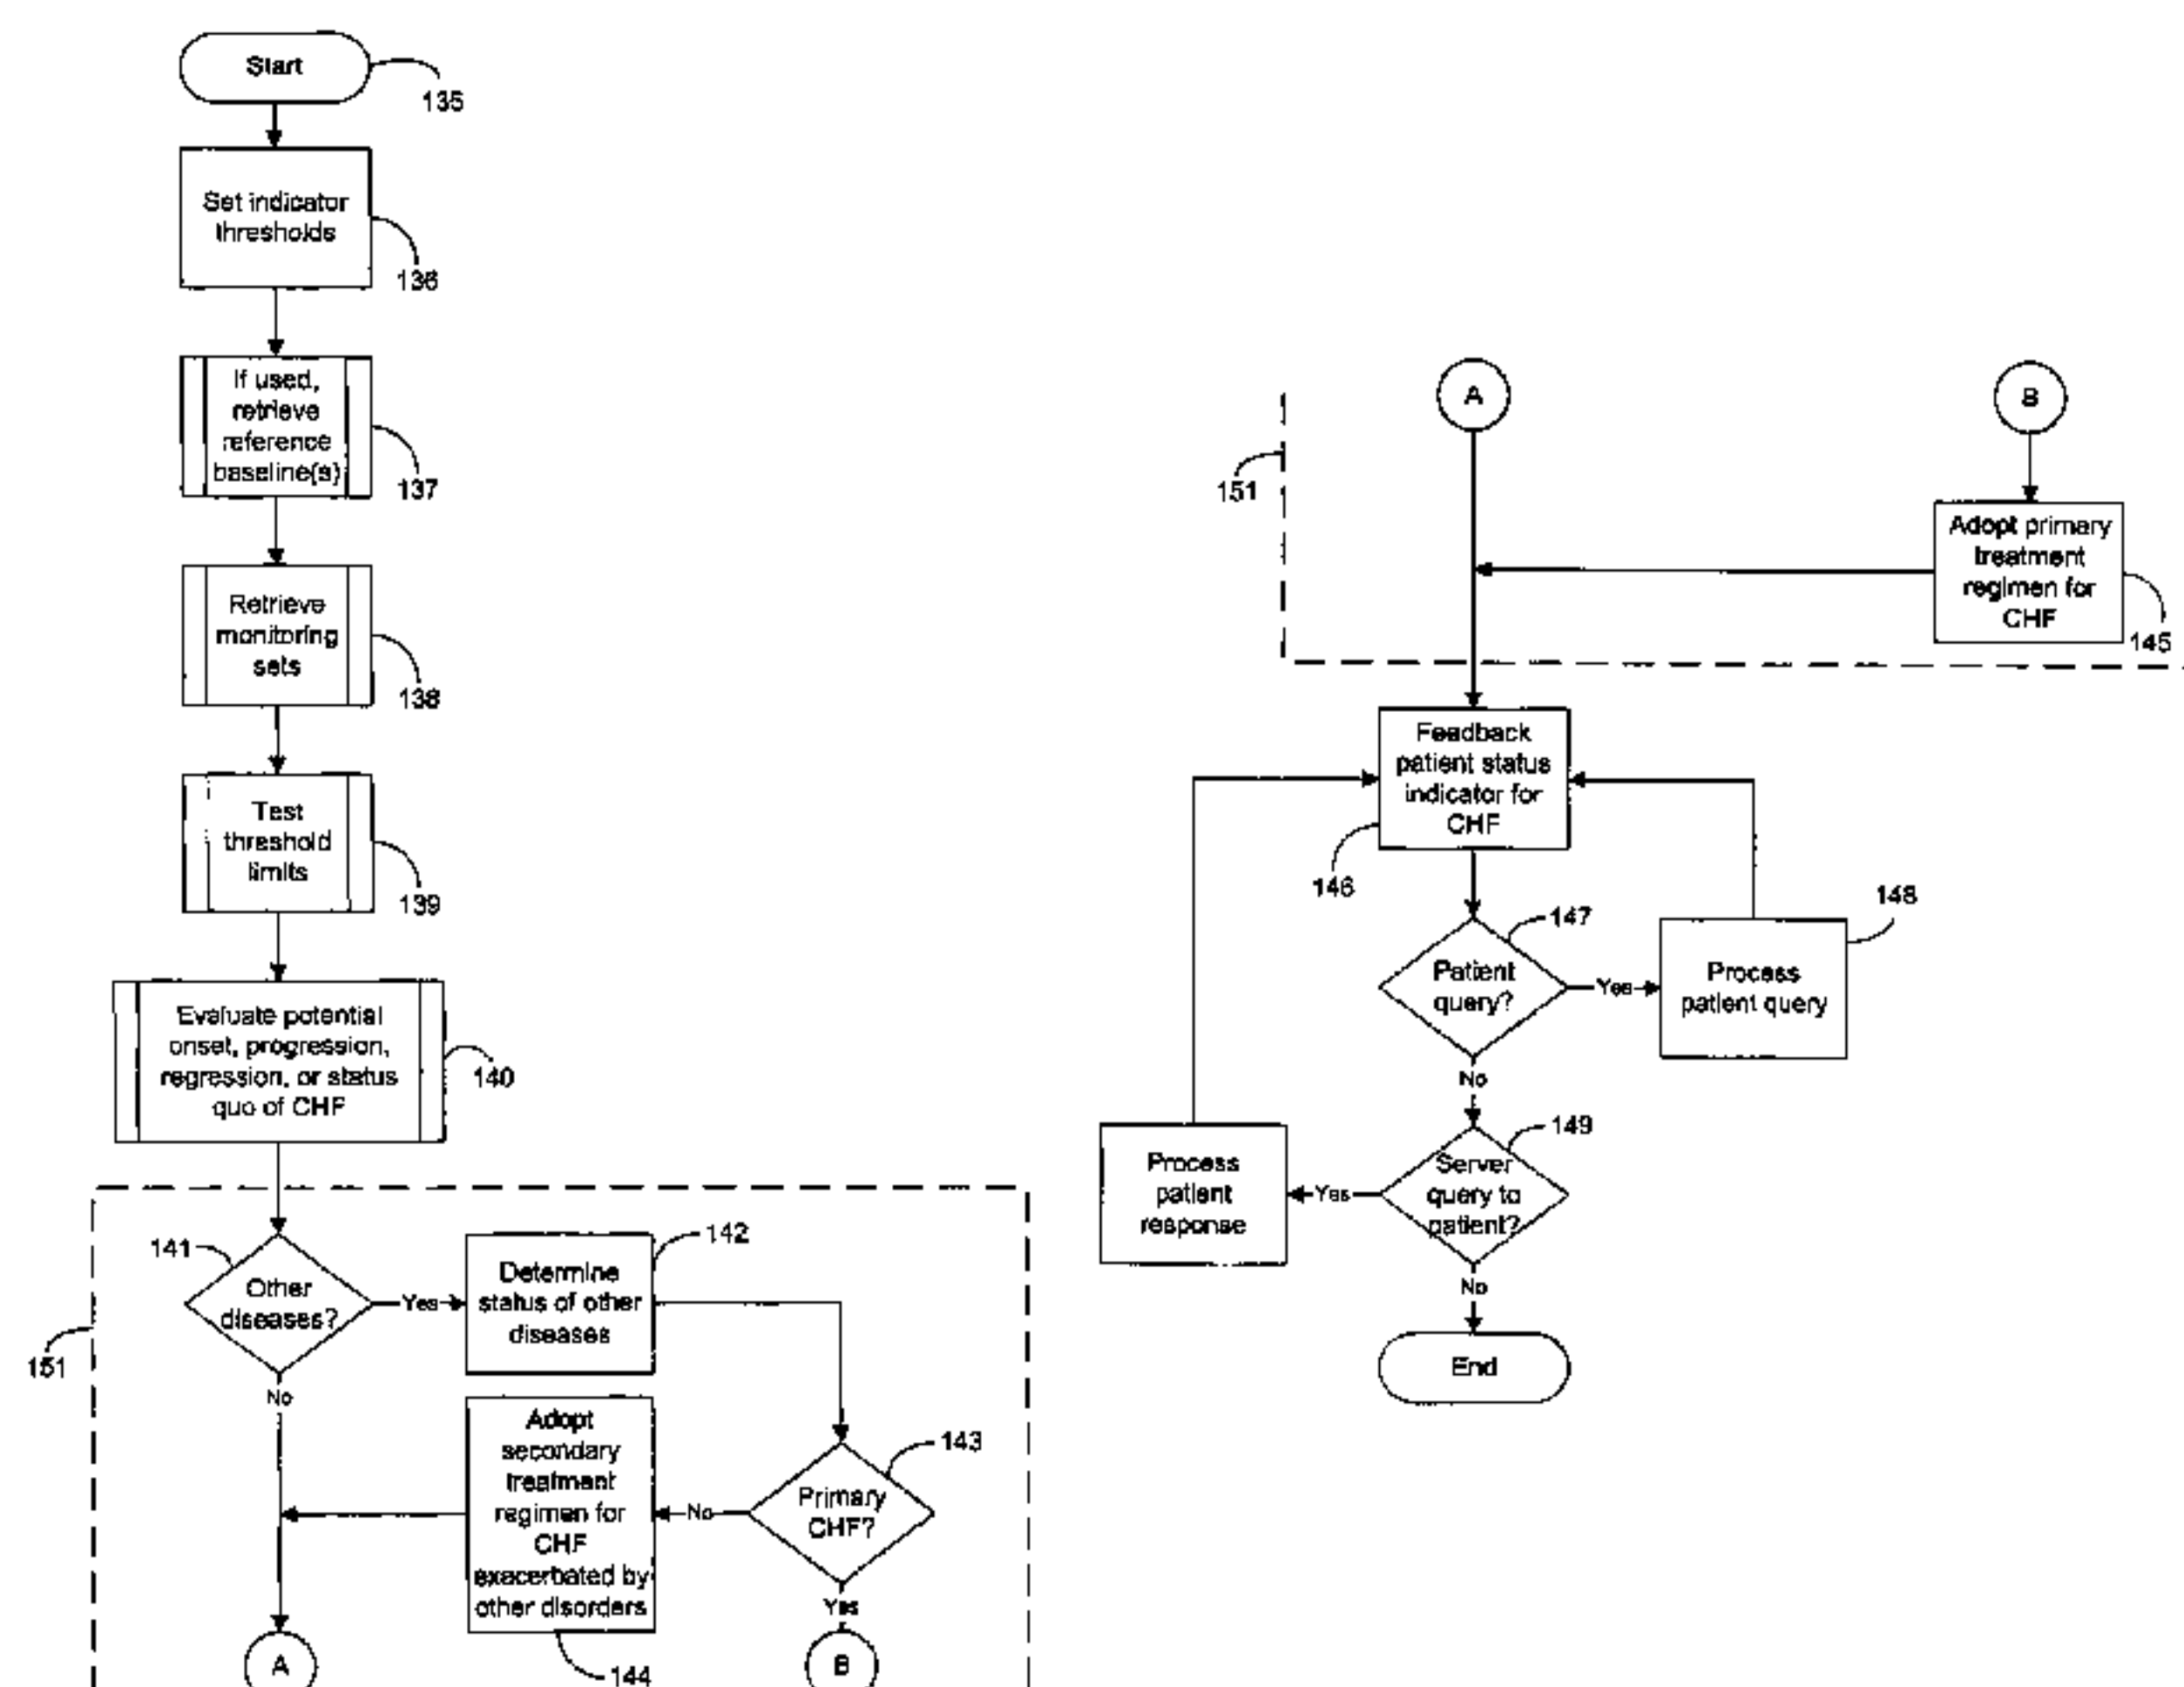 Start
135
Set indicator
thresholds
136
If used,
retrieve
reference
baseline(s)
137
Retrieve
monitoring
sets
138
Test
threshold
limits
139
Evaluate potential
onset, progression,
regression, or status
quo of CHF
140
141
Other
diseases?
Yes
No
142
Determine
status of other
diseases
151
143
Primary
CHF?
No
Yes
Adopt
secondary
treatment
regimen for
CHF
exacerbated by
other disorders
144
A
B
A
B
151
Adopt primary
treatment
regimen for
CHF
145
Feedback
patient status
indicator for
CHF
146
147
Patient
query?
Yes
No
148
Process
patient query
149
Server
query to
patient?
Yes
No
Process
patient
response
End